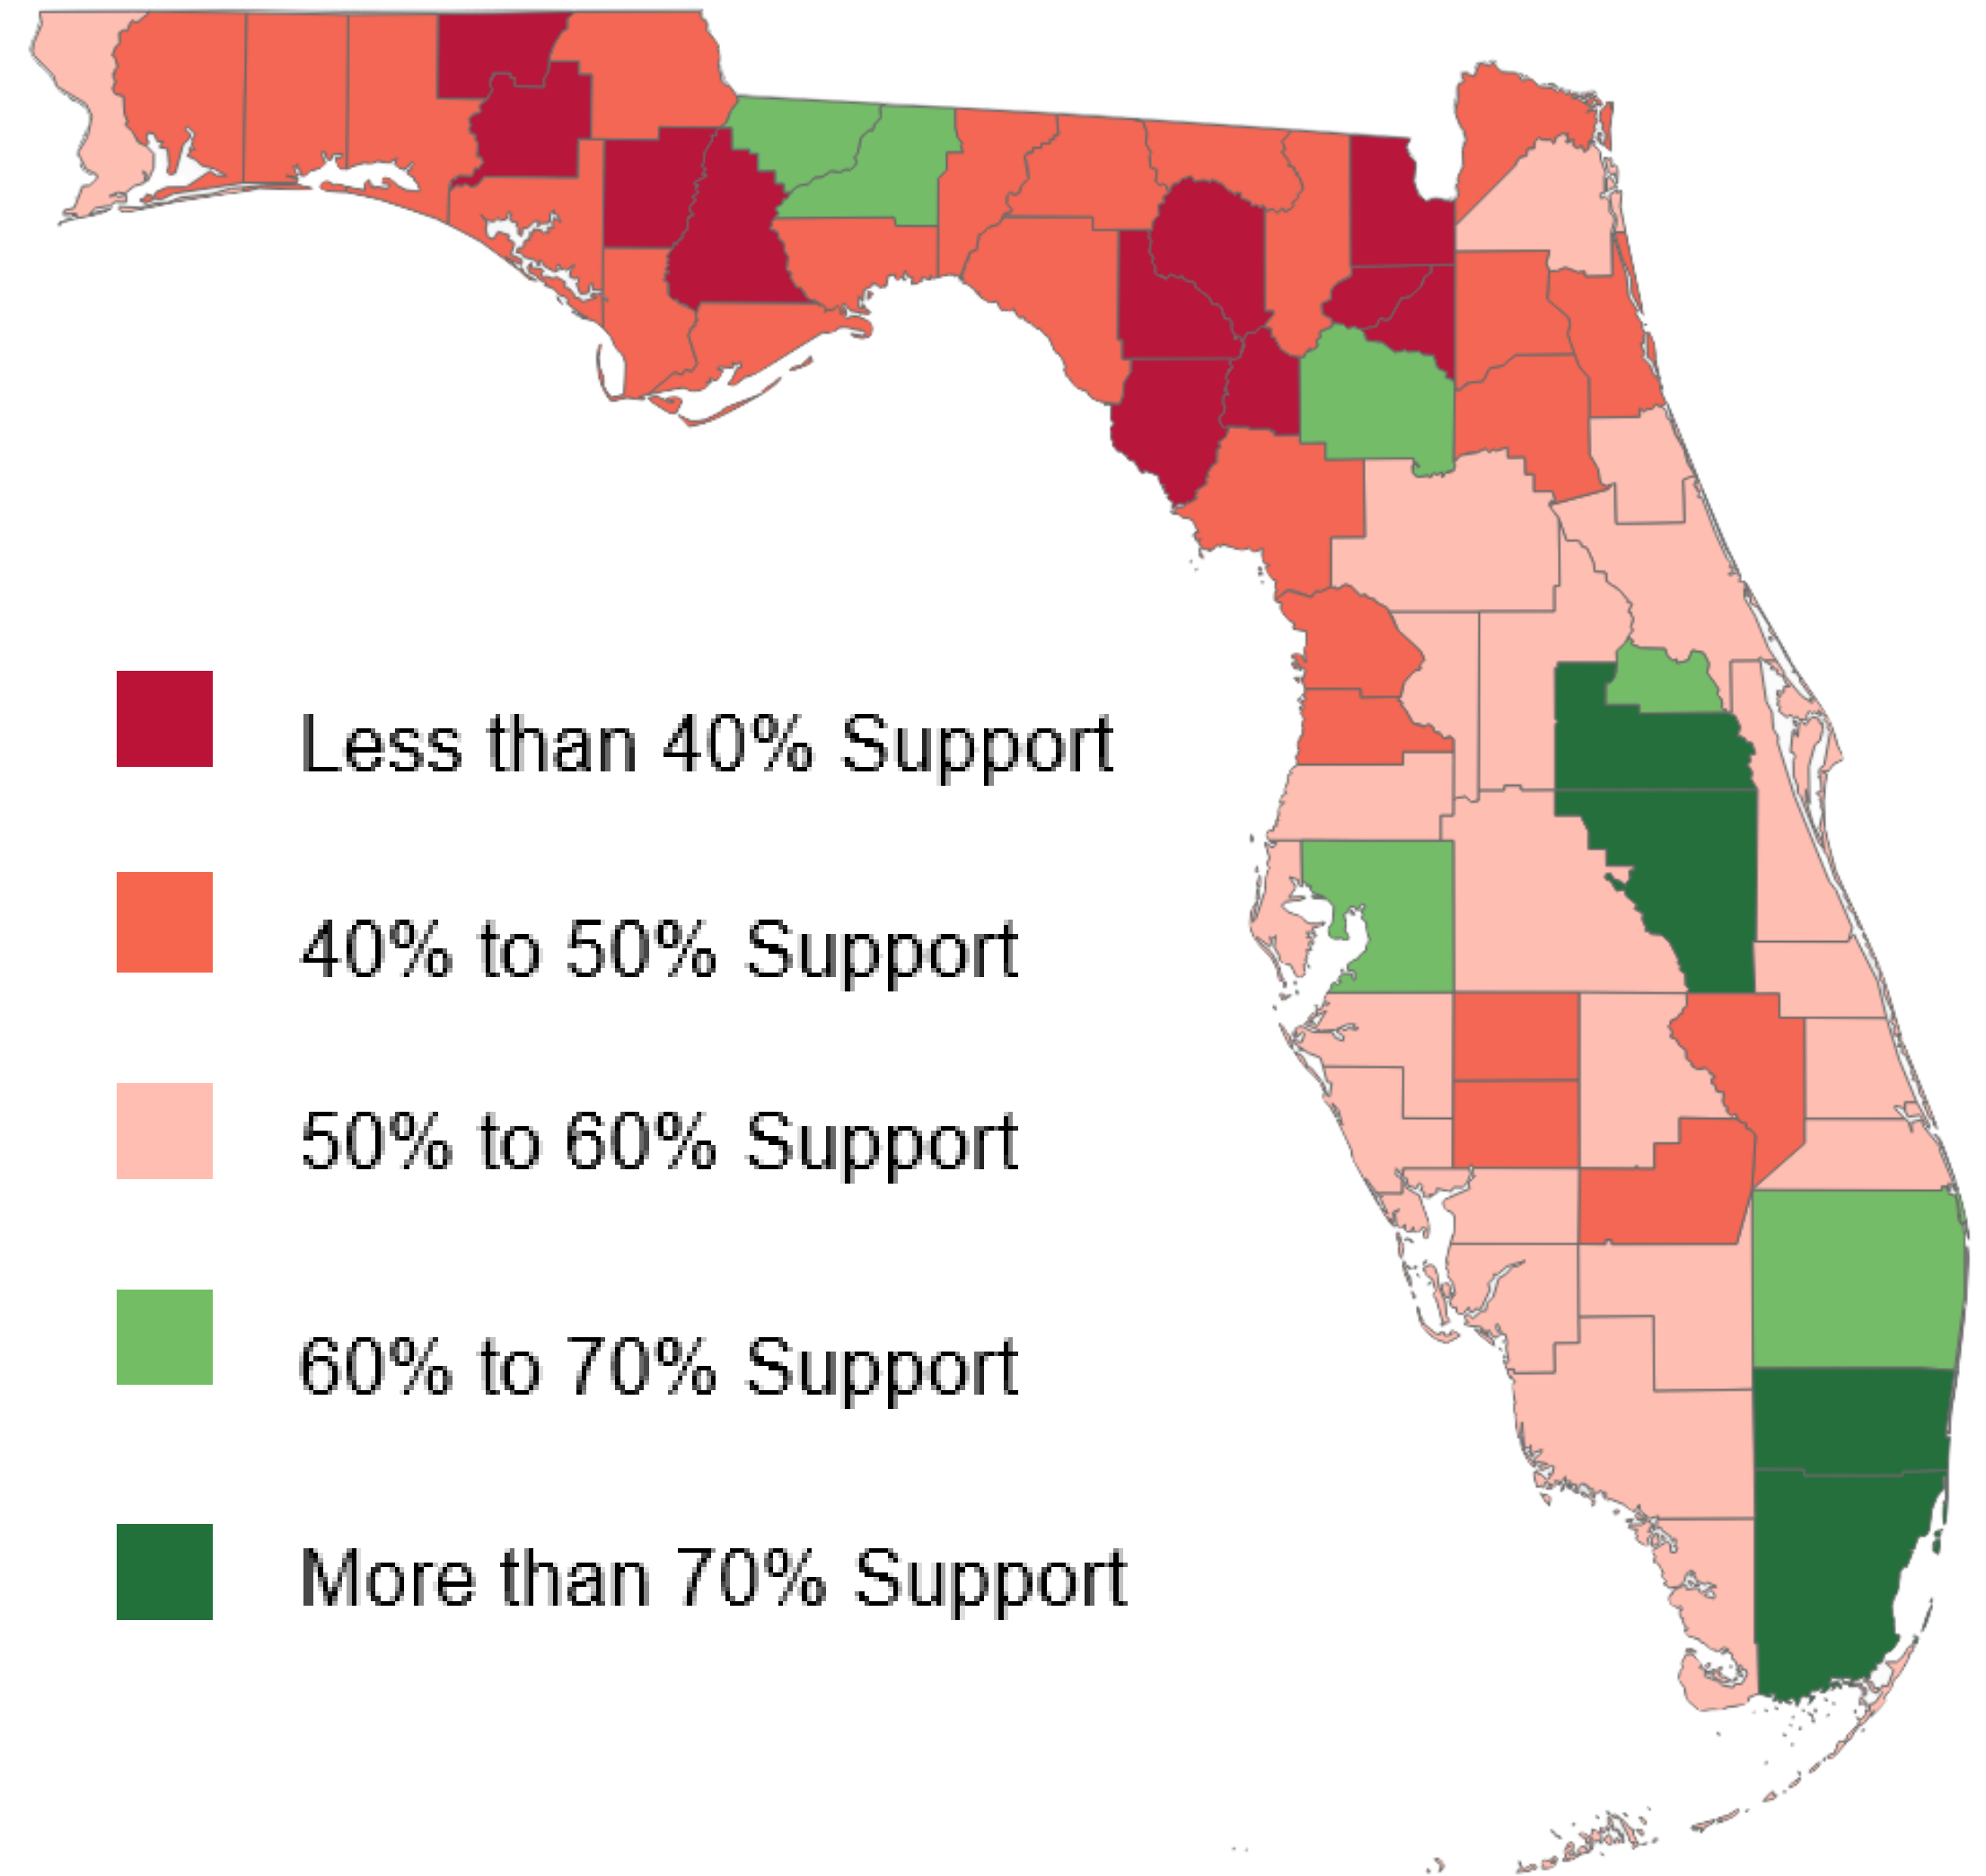 Less than 40% Support
40% to 50% Support
50% to 60% Support
60% to 70% Support
More than 70% Support